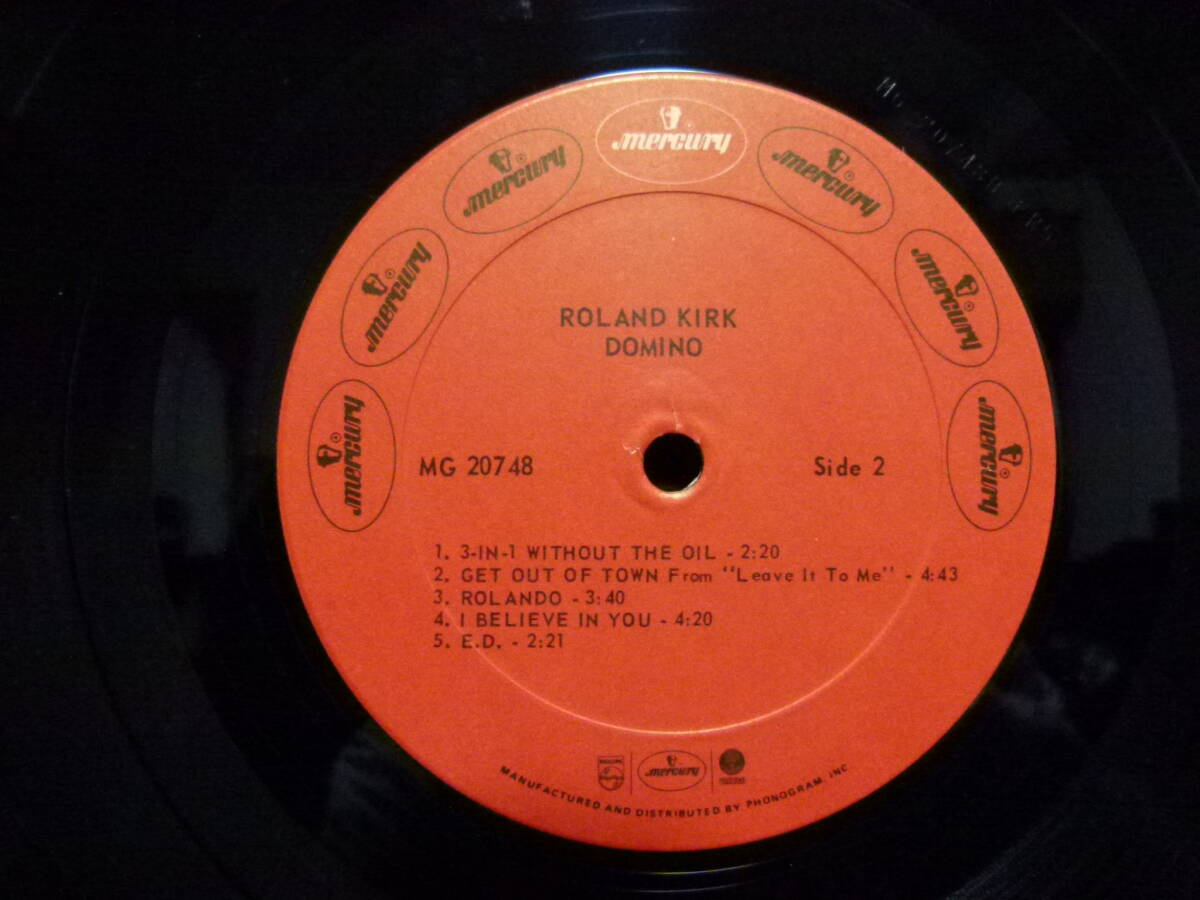 mercury
mercury
mercury
mercury
mercury
mercury
mercury
ROLAND KIRK
DOMINO
MG 20748
Side 2
1. 3-IN-1 WITHOUT THE OIL - 2:20
2. GET OUT OF TOWN From "Leave It To Me" - 4:43
3. ROLANDO - 3:40
4. I BELIEVE IN YOU - 4:20
5. E.D. - 2:21
PHILIPS
mercury
MANUFACTURED AND DISTRIBUTED BY PHONOGRAM, INC